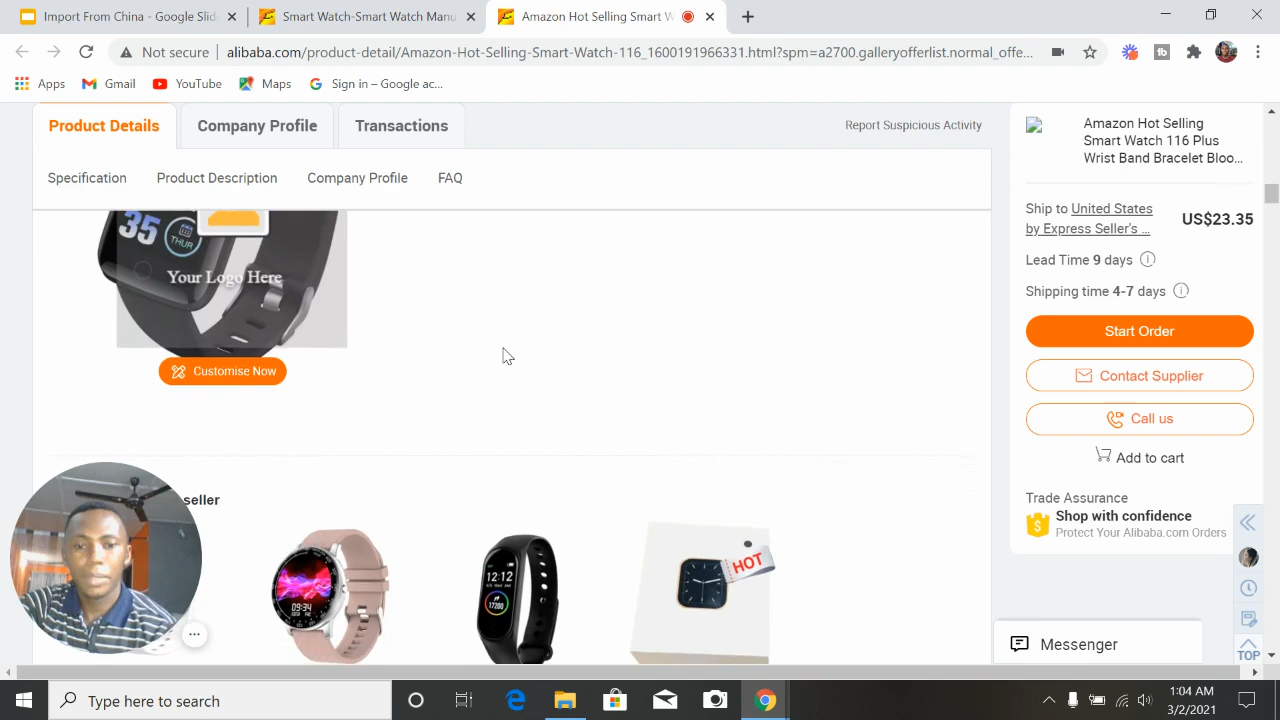 Import From China - Google Slid
Smart Watch-Smart Watch Manu
Amazon Hot Selling Smart W
Not secure
alibaba.com/product-detail/Amazon-Hot-Selling-Smart-Watch-116_1600191966331.html?spm=a2700.galleryofferlist.normal_offe...
Apps
Gmail
YouTube
Maps
Sign in – Google ac...
Product Details
Company Profile
Transactions
Report Suspicious Activity
Specification
Product Description
Company Profile
FAQ
35
THUR
Your Logo Here
Customise Now
seller
09:34
12:12
17200
HOT
Amazon Hot Selling
Smart Watch 116 Plus
Wrist Band Bracelet Bloo...
Ship to United States
by Express Seller's ...
US$23.35
Lead Time 9 days
Shipping time 4-7 days
Start Order
Contact Supplier
Call us
Add to cart
Trade Assurance
Shop with confidence
Protect Your Alibaba.com Orders
TOP
Messenger
Type here to search
1:04 AM
3/2/2021